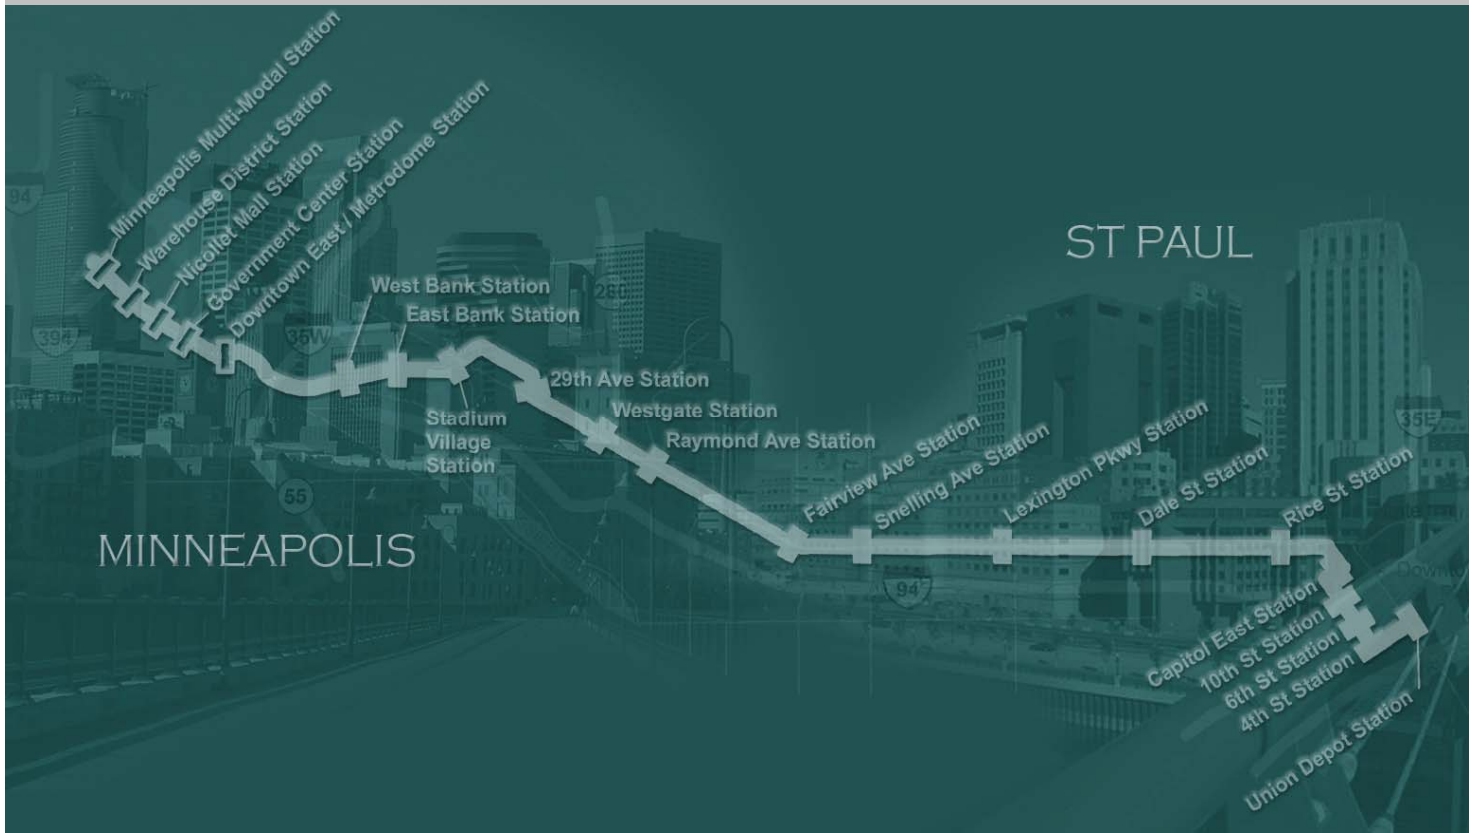 Minneapolis Multi-Modal Station
Warehouse District Station
Nicollet Mall Station
Government Center Station
Downtown East / Metrodome Station
94
394
35W
280
West Bank Station
East Bank Station
Stadium
Village
Station
29th Ave Station
Westgate Station
Raymond Ave Station
55
MINNEAPOLIS
ST PAUL
35E
Fairview Ave Station
Snelling Ave Station
Lexington Pkwy Station
Dale St Station
Rice St Station
94
Capitol East Station
10th St Station
6th St Station
4th St Station
Union Depot Station